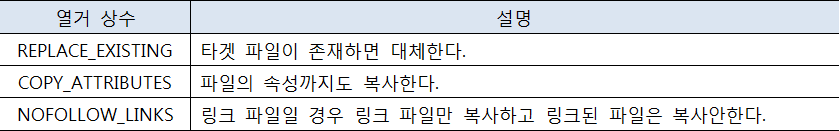 열거 상수 설명
REPLACE_EXISTING 타겟 파일이 존재하면 대체한다.
COPY_ATTRIBUTES 파일의 속성까지도 복사한다.
NOFOLLOW_LINKS 링크 파일일 경우 링크 파일만 복사하고 링크된 파일은 복사안한다.